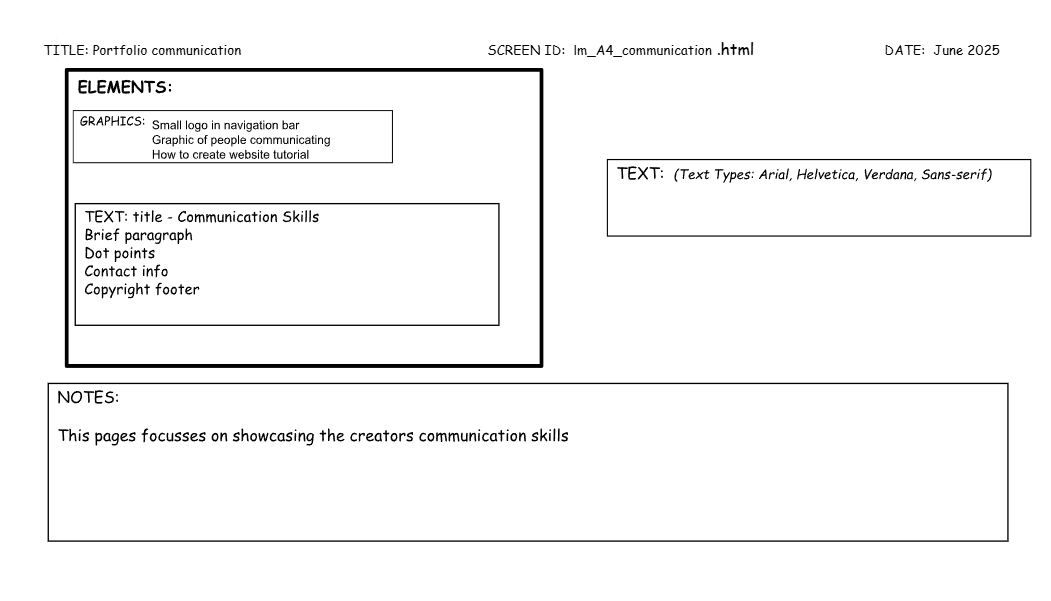 TITLE: Portfolio communication SCREEN ID: lm_A4_communication .html DATE: June 2025
ELEMENTS:
GRAPHICS: Small logo in navigation bar
Graphic of people communicating
How to create website tutorial
TEXT: (Text Types: Arial, Helvetica, Verdana, Sans-serif)
TEXT: title - Communication Skills
Brief paragraph
Dot points
Contact info
Copyright footer
NOTES:
This pages focusses on showcasing the creators communication skills